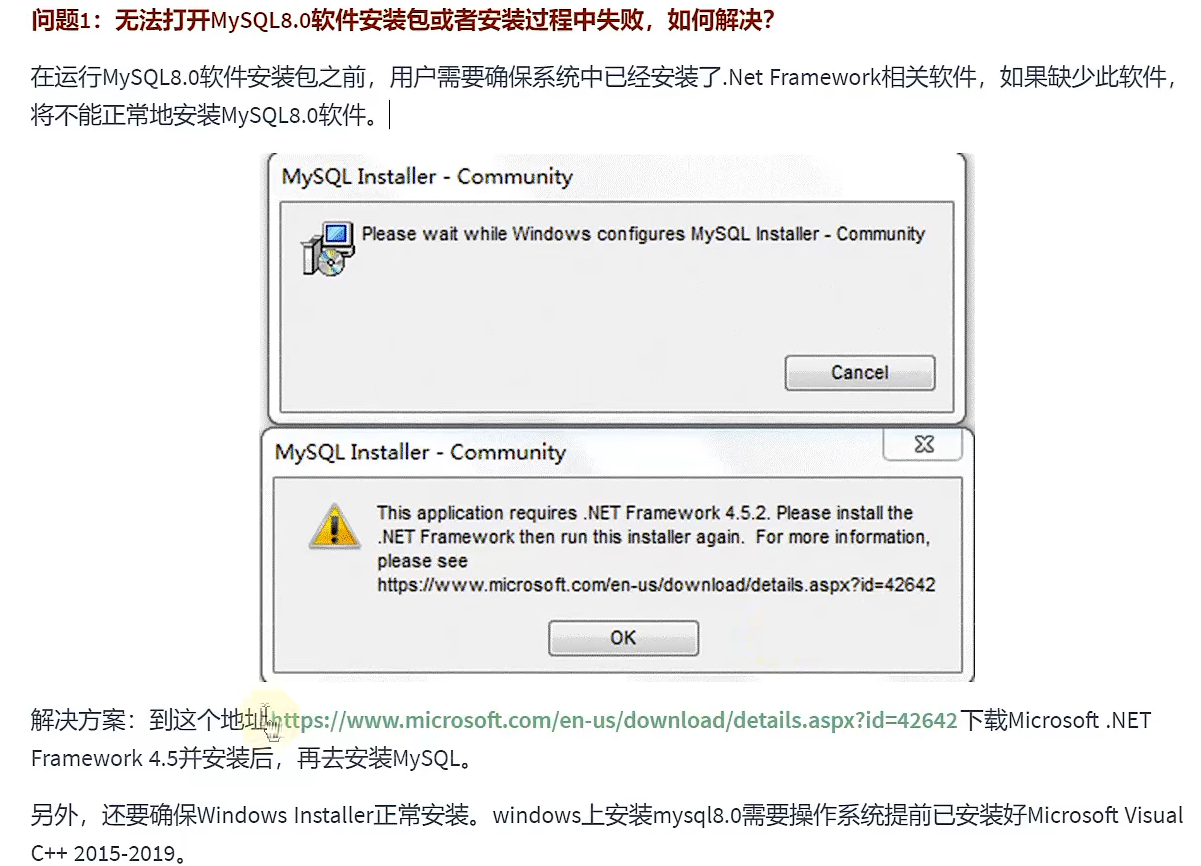 问题1：无法打开MySQL8.0软件安装包或者安装过程中失败，如何解决？
在运行MySQL8.0软件安装包之前，用户需要确保系统中已经安装了.Net Framework相关软件，如果缺少此软件，
将不能正常地安装MySQL8.0软件。
MySQL Installer - Community
Please wait while Windows configures MySQL Installer - Community
Cancel
MySQL Installer - Community
This application requires .NET Framework 4.5.2. Please install the
.NET Framework then run this installer again. For more information,
please see
https://www.microsoft.com/en-us/download/details.aspx?id=42642
OK
解决方案：到这个地址https://www.microsoft.com/en-us/download/details.aspx?id=42642下载Microsoft .NET
Framework 4.5并安装后，再去安装MySQL。
另外，还要确保Windows Installer正常安装。windows上安装mysql8.0需要操作系统提前已安装好Microsoft Visual
C++ 2015-2019。